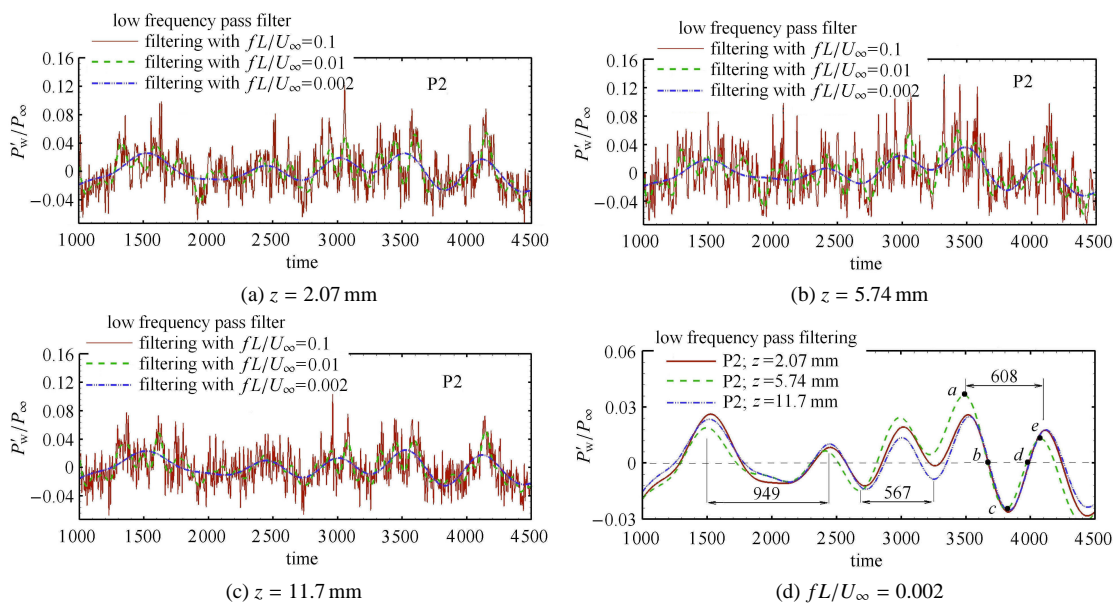 low frequency pass filter
filtering with fL/U∞=0.1
filtering with fL/U∞=0.01
filtering with fL/U∞=0.002
P2
P′w/P∞
0.16
0.12
0.08
0.04
0
−0.04
1000 1500 2000 2500 3000 3500 4000 4500
time
(a) z = 2.07 mm
low frequency pass filter
filtering with fL/U∞=0.1
filtering with fL/U∞=0.01
filtering with fL/U∞=0.002
P2
P′w/P∞
0.16
0.12
0.08
0.04
0
−0.04
1000 1500 2000 2500 3000 3500 4000 4500
time
(b) z = 5.74 mm
low frequency pass filter
filtering with fL/U∞=0.1
filtering with fL/U∞=0.01
filtering with fL/U∞=0.002
P2
P′w/P∞
0.16
0.12
0.08
0.04
0
−0.04
1000 1500 2000 2500 3000 3500 4000 4500
time
(c) z = 11.7 mm
low frequency pass filtering
P2; z=2.07 mm
P2; z=5.74 mm
P2; z=11.7 mm
P′w/P∞
0.06
0.03
0
−0.03
608
a
e
b
d
949
567
c
1000 1500 2000 2500 3000 3500 4000 4500
time
(d) fL/U∞ = 0.002